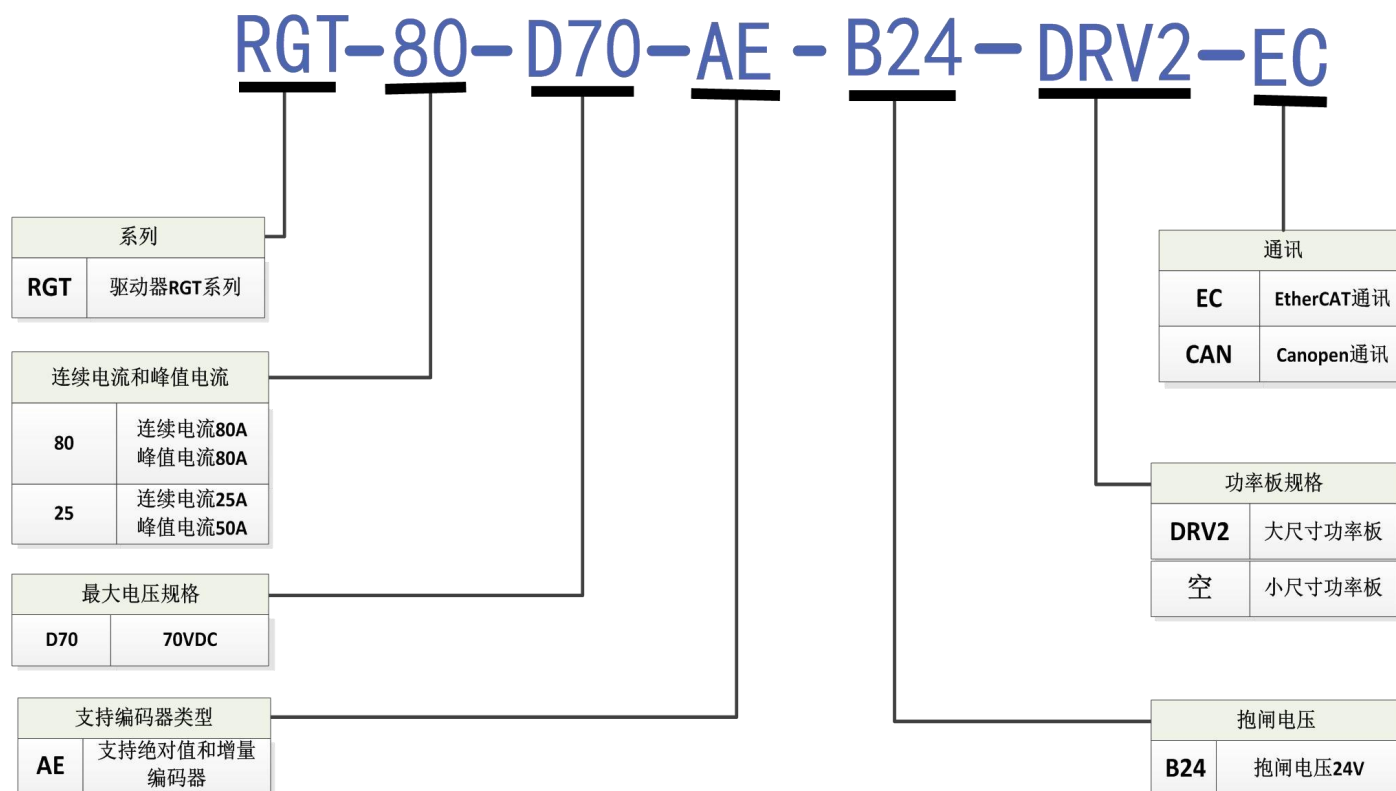 RGT-80-D70-AE-B24-DRV2-EC
系列
RGT 驱动器RGT系列
连续电流和峰值电流
80 连续电流80A
峰值电流80A
25 连续电流25A
峰值电流50A
最大电压规格
D70 70VDC
支持编码器类型
AE 支持绝对值和增量
编码器
通讯
EC EtherCAT通讯
CAN Canopen通讯
功率板规格
DRV2 大尺寸功率板
空 小尺寸功率板
抱闸电压
B24 抱闸电压24V